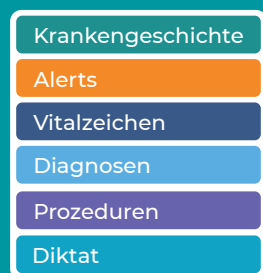 Krankengeschichte
Alerts
Vitalzeichen
Diagnosen
Prozeduren
Diktat